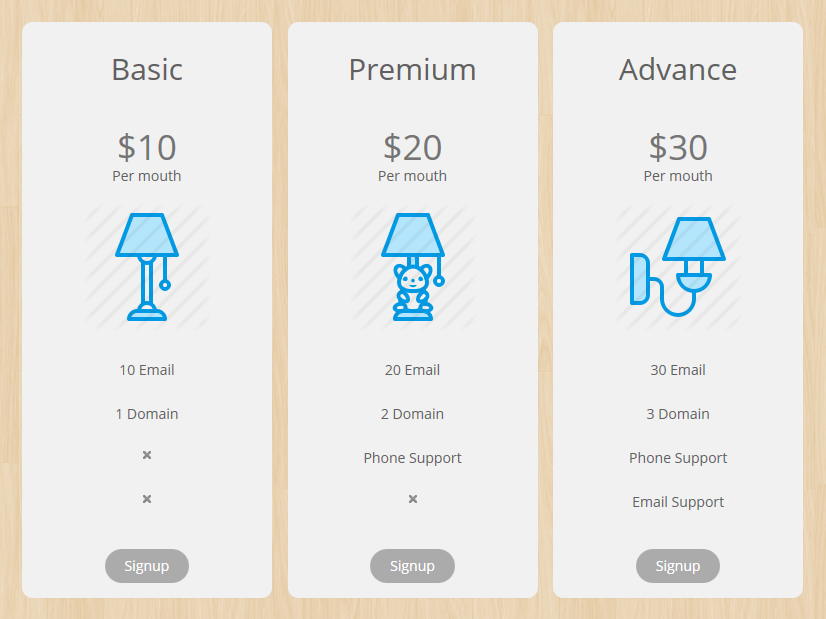 Basic
$10
Per mouth
10 Email
1 Domain
Signup
Premium
$20
Per mouth
20 Email
2 Domain
Phone Support
Signup
Advance
$30
Per mouth
30 Email
3 Domain
Phone Support
Email Support
Signup